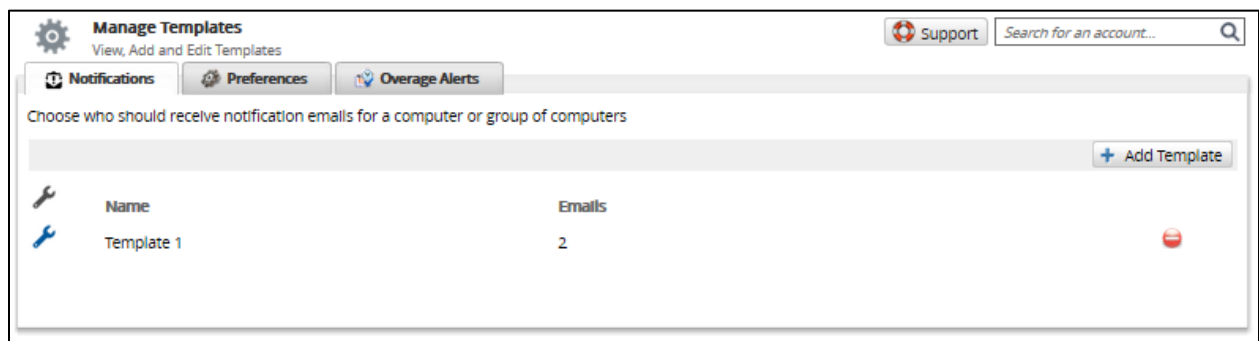 Manage Templates
View, Add and Edit Templates
Support
Search for an account...
Notifications
Preferences
Overage Alerts
Choose who should receive notification emails for a computer or group of computers
Add Template
Name Emails
Template 1 2